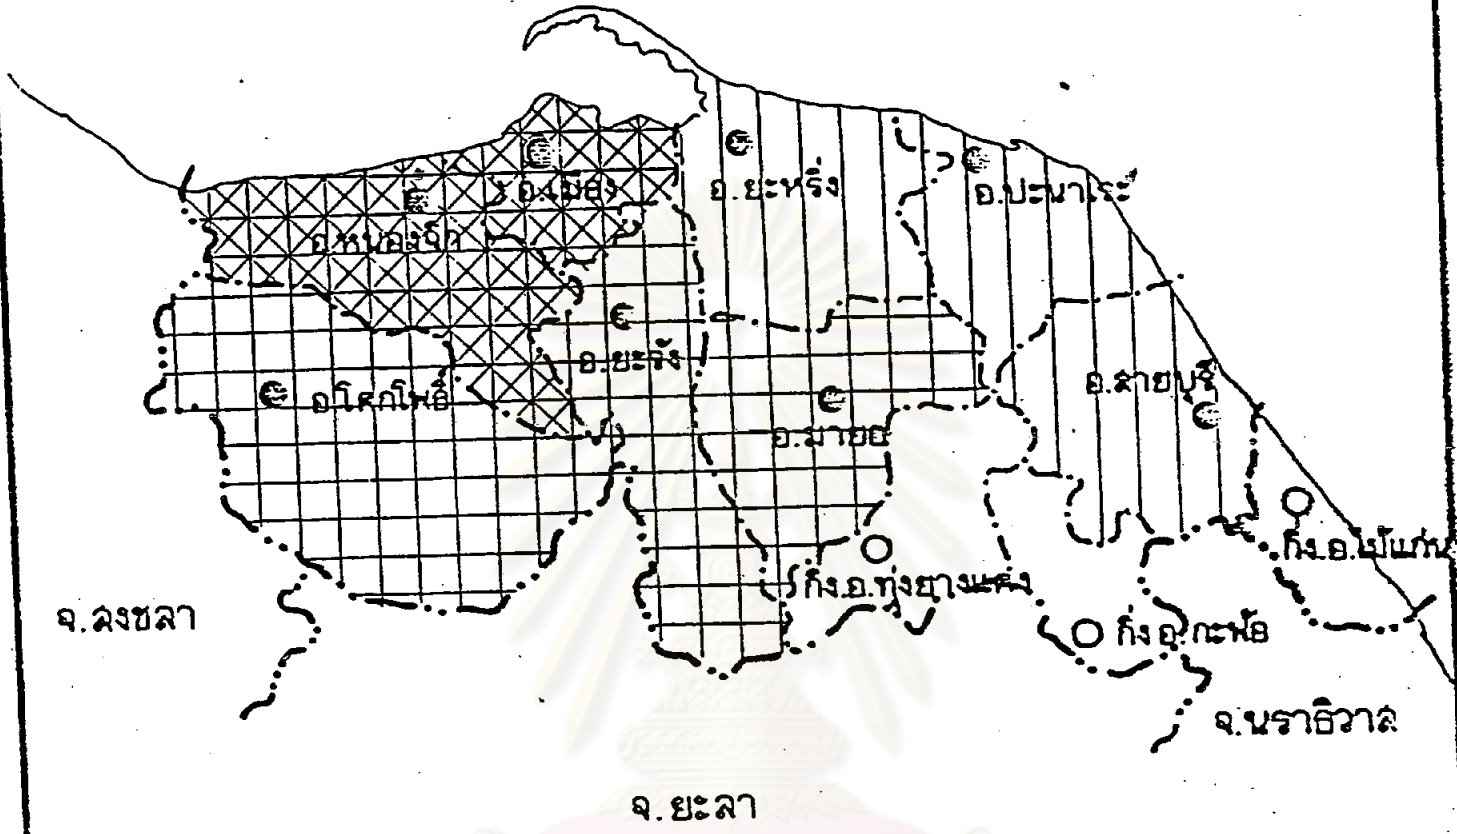 อ.เมือง
อ.ยะหริ่ง
อ.ปะนาเระ
อ.หนองจิก
อ.ยะรัง
อ.สายบุรี
อ.โคกโพธิ์
อ.มายอ
กิ่ง.อ.ไม้แก่น
กิ่ง.อ.ทุ่งยางแดง
จ.สงขลา
กิ่ง อ.กะพ้อ
จ.นราธิวาส
จ.ยะลา